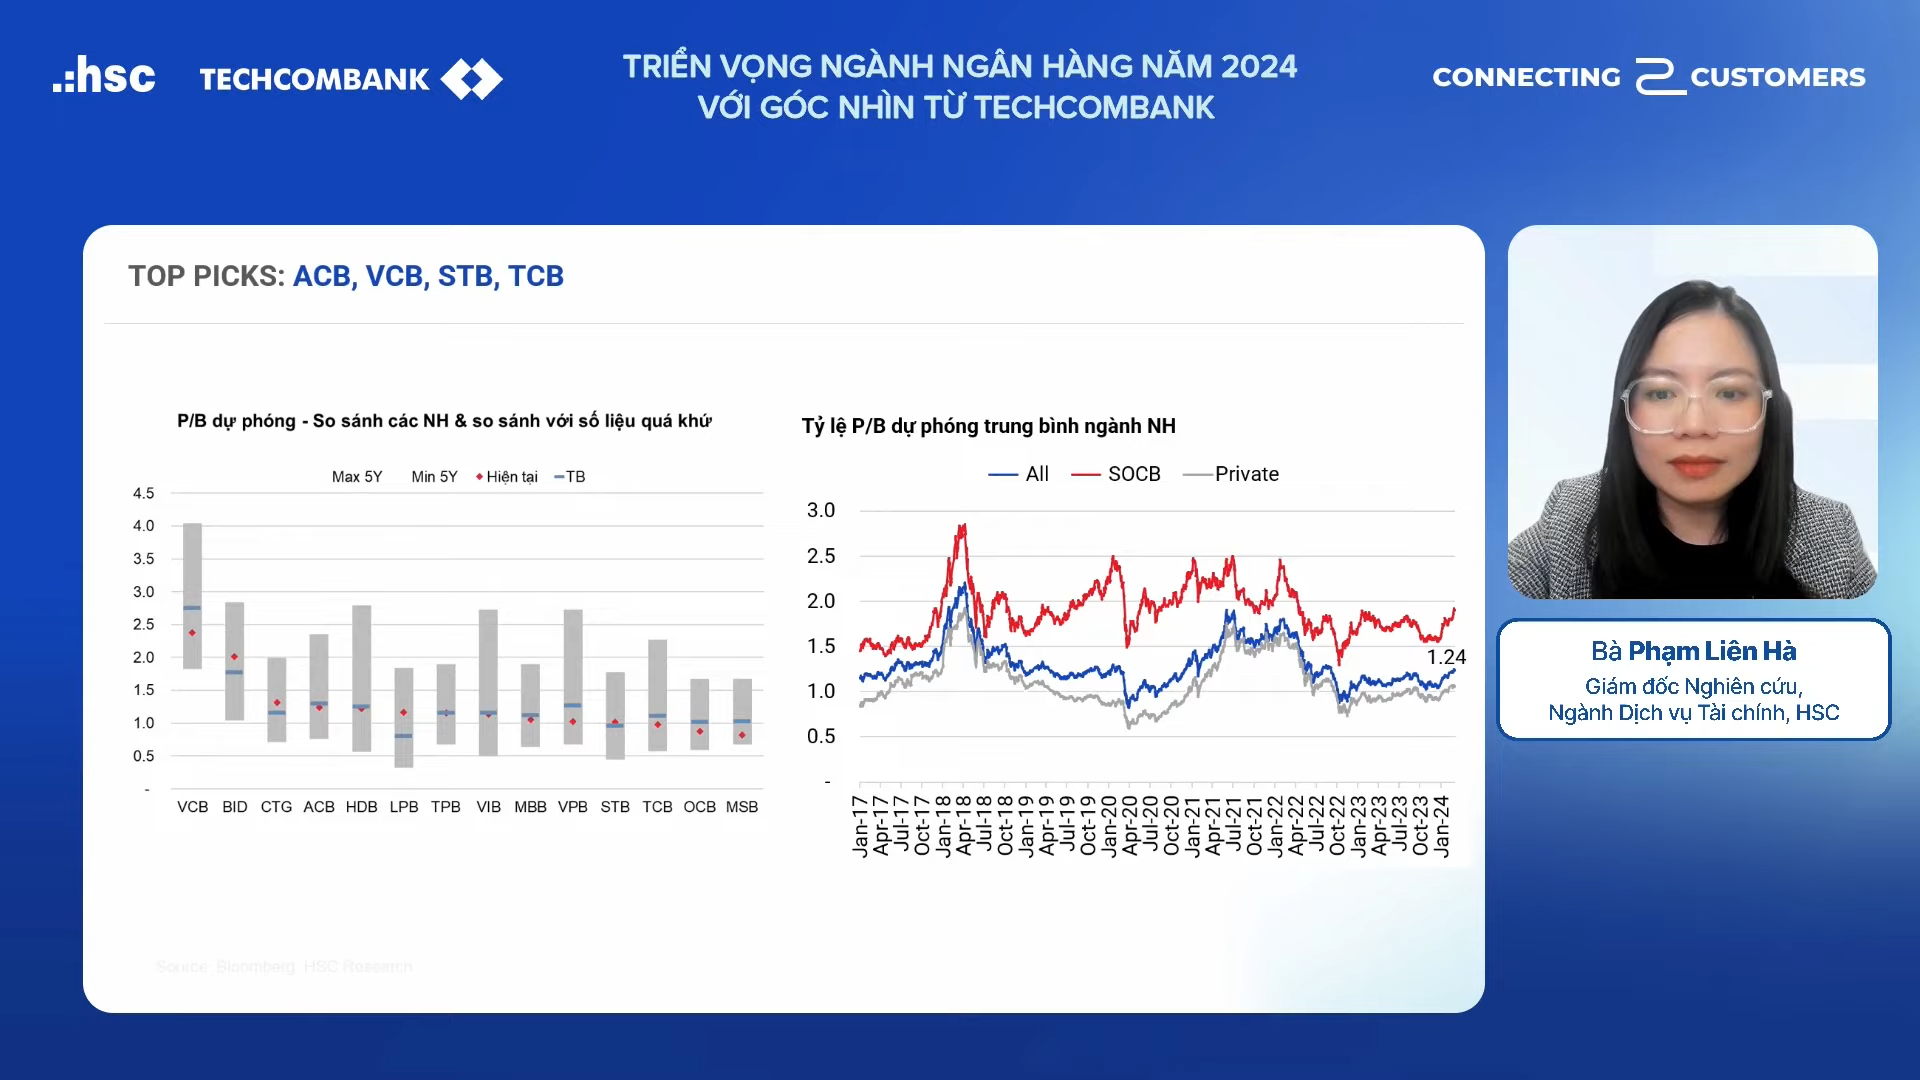 .:hsc
TECHCOMBANK
TRIỂN VỌNG NGÀNH NGÂN HÀNG NĂM 2024
VỚI GÓC NHÌN TỪ TECHCOMBANK
CONNECTING CUSTOMERS
TOP PICKS: ACB, VCB, STB, TCB
P/B dự phóng - So sánh các NH & so sánh với số liệu quá khứ
Max 5Y Min 5Y Hiện tại TB
4.5
4.0
3.5
3.0
2.5
2.0
1.5
1.0
0.5
-
VCB BID CTG ACB HDB LPB TPB VIB MBB VPB STB TCB OCB MSB
Tỷ lệ P/B dự phóng trung bình ngành NH
All SOCB Private
3.0
2.5
2.0
1.5
1.0
0.5
-
1.24
Jan-17 Apr-17 Jul-17 Oct-17 Jan-18 Apr-18 Jul-18 Oct-18 Jan-19 Apr-19 Jul-19 Oct-19 Jan-20 Apr-20 Jul-20 Oct-20 Jan-21 Apr-21 Jul-21 Oct-21 Jan-22 Apr-22 Jul-22 Oct-22 Jan-23 Apr-23 Jul-23 Oct-23 Jan-24
Source: Bloomberg, HSC Research
Bà Phạm Liên Hà
Giám đốc Nghiên cứu,
Ngành Dịch vụ Tài chính, HSC